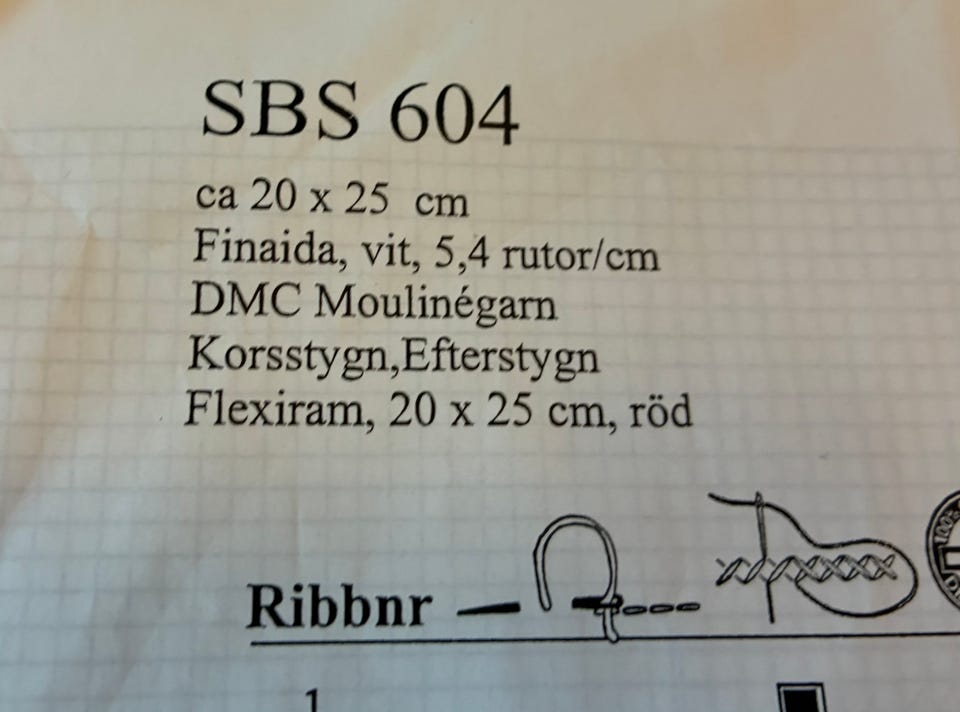 SBS 604
ca 20 x 25 cm
Finaida, vit, 5,4 rutor/cm
DMC Moulinégarn
Korsstygn,Efterstygn
Flexiram, 20 x 25 cm, röd
Ribbnr
1
100%